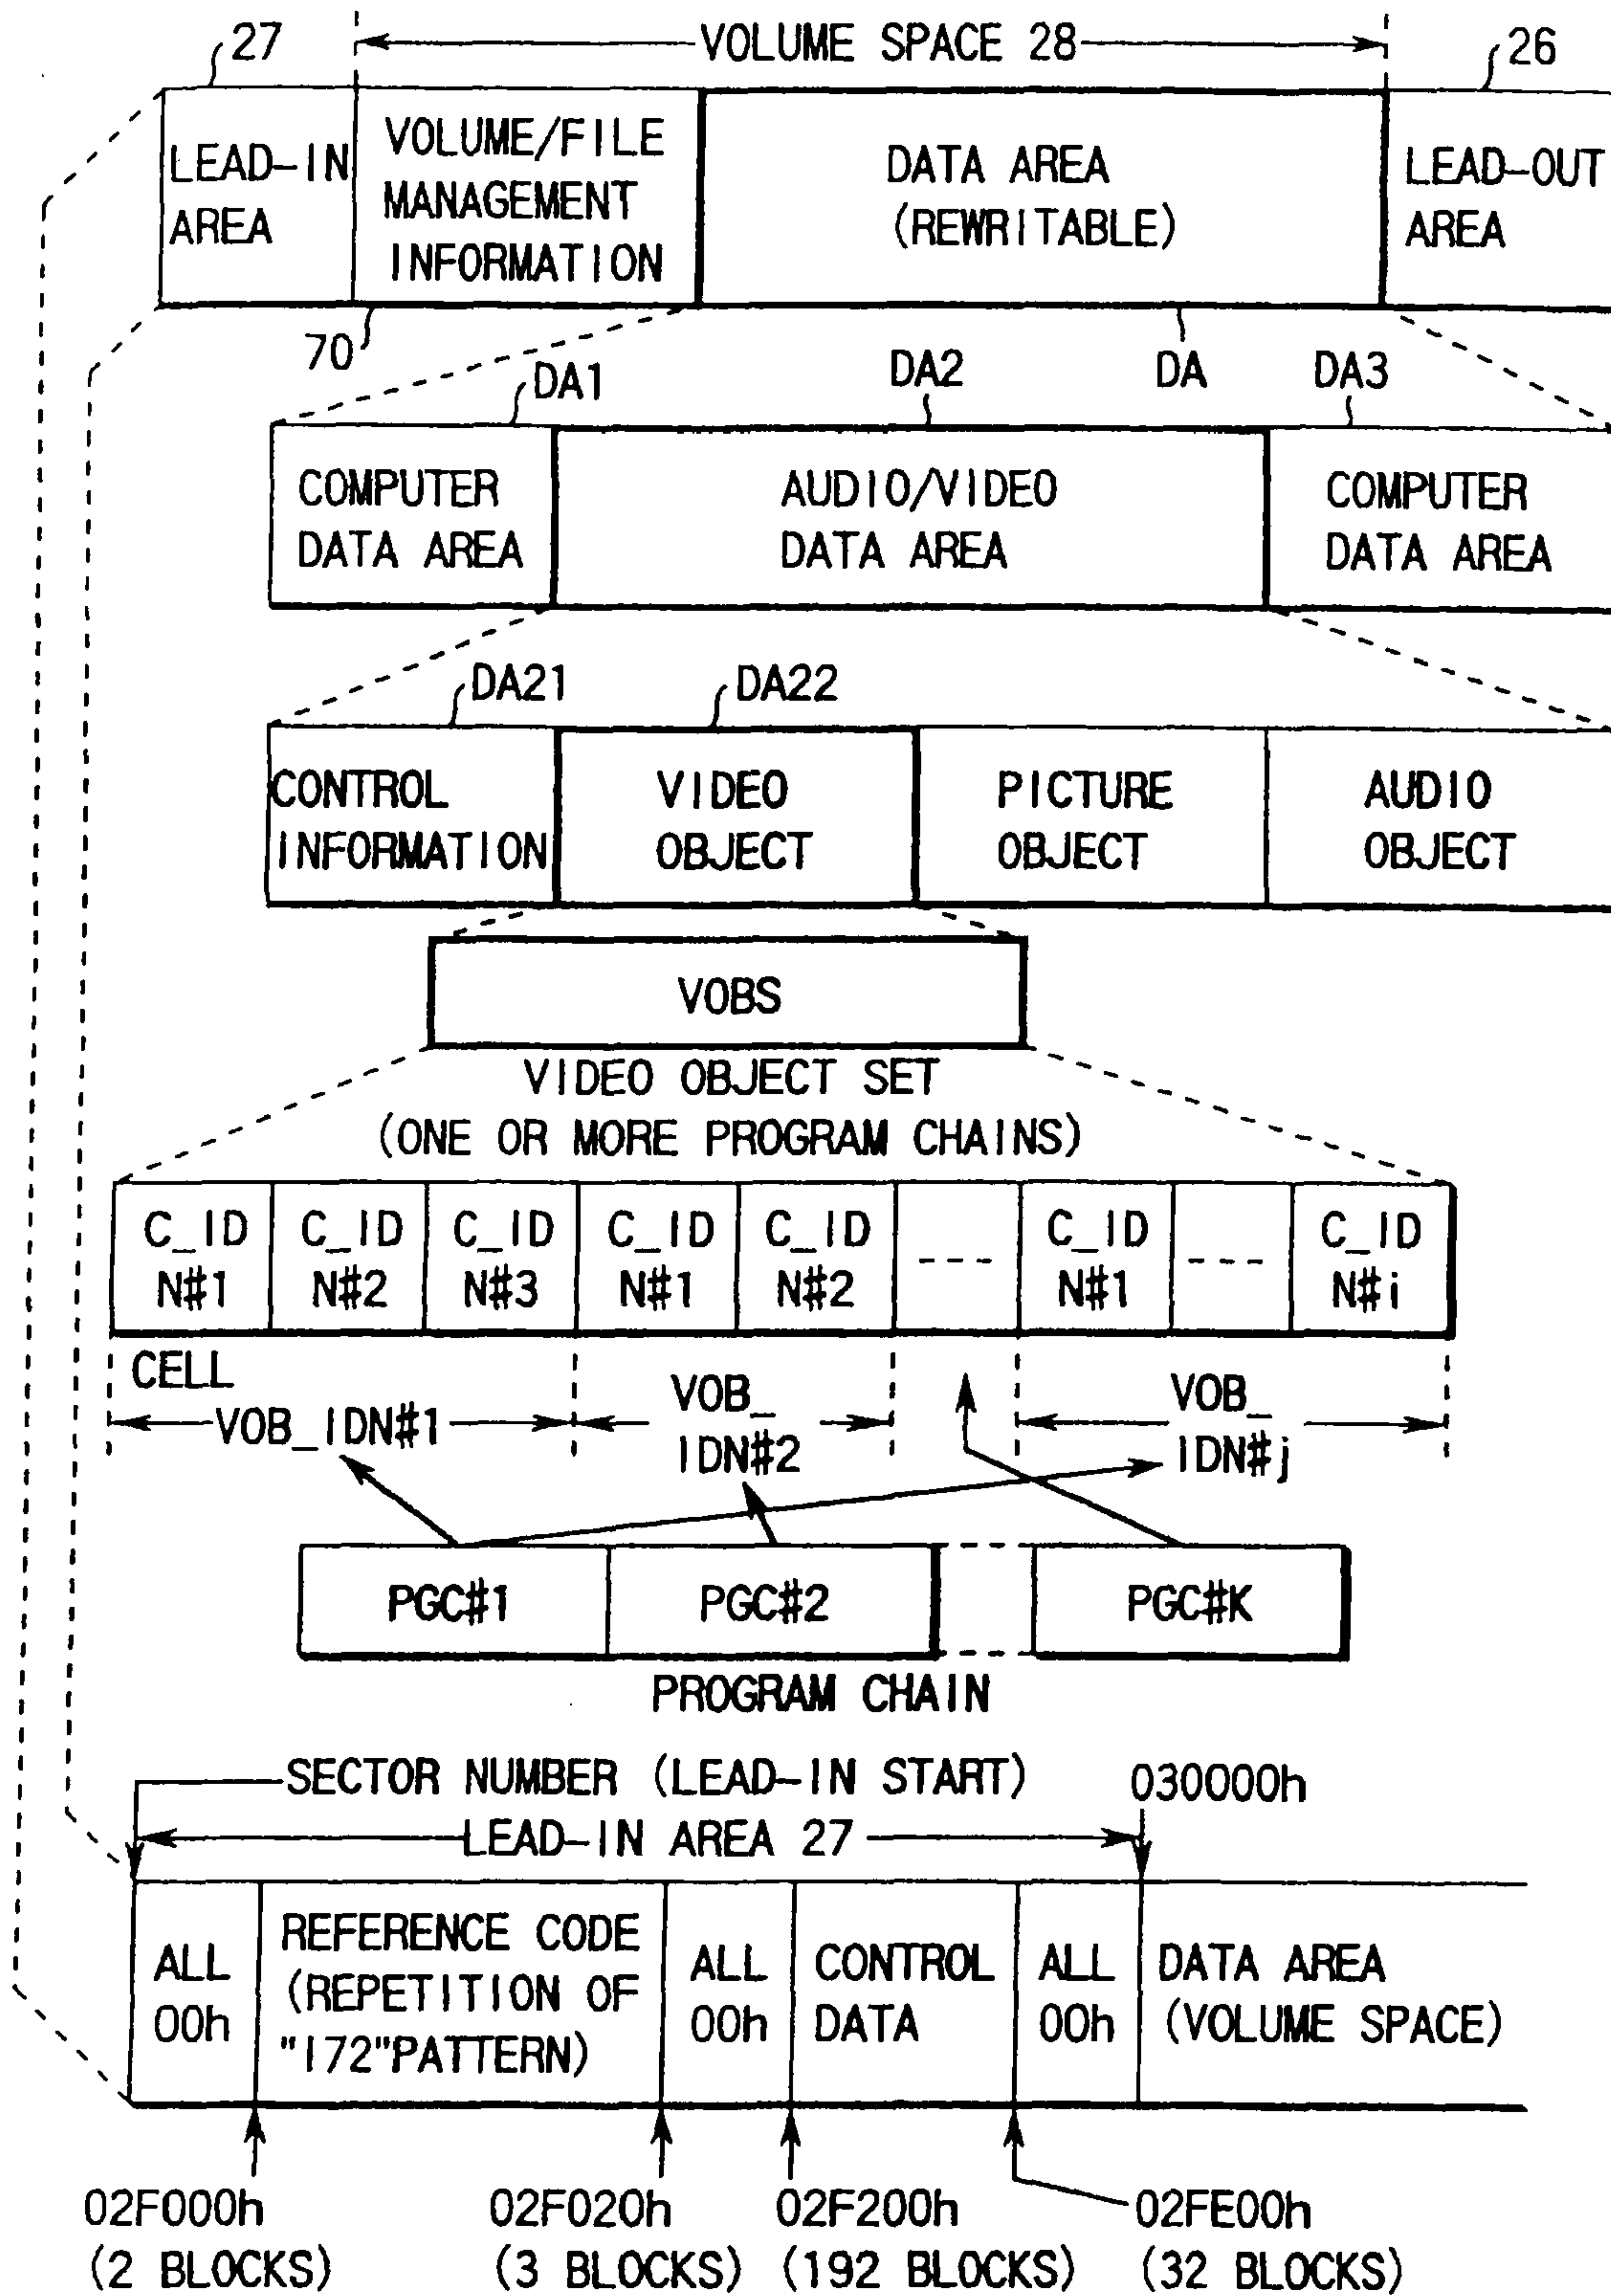 27
VOLUME SPACE 28
26
LEAD-IN
AREA
VOLUME/FILE
MANAGEMENT
INFORMATION
DATA AREA
(REWRITABLE)
LEAD-OUT
AREA
70
DA1
DA2
DA
DA3
COMPUTER
DATA AREA
AUDIO/VIDEO
DATA AREA
COMPUTER
DATA AREA
DA21
DA22
CONTROL
INFORMATION
VIDEO
OBJECT
PICTURE
OBJECT
AUDIO
OBJECT
VOBS
VIDEO OBJECT SET
(ONE OR MORE PROGRAM CHAINS)
C_ID
N#1
C_ID
N#2
C_ID
N#3
C_ID
N#1
C_ID
N#2
----
C_ID
N#1
----
C_ID
N#i
CELL
VOB_IDN#1
VOB_
IDN#2
VOB_
IDN#j
PGC#1
PGC#2
PGC#K
PROGRAM CHAIN
SECTOR NUMBER (LEAD-IN START)
030000h
LEAD-IN AREA 27
ALL
00h
REFERENCE CODE
(REPETITION OF
"172"PATTERN)
ALL
00h
CONTROL
DATA
ALL
00h
DATA AREA
(VOLUME SPACE)
02F000h
(2 BLOCKS)
02F020h
(3 BLOCKS)
02F200h
(192 BLOCKS)
02FE00h
(32 BLOCKS)